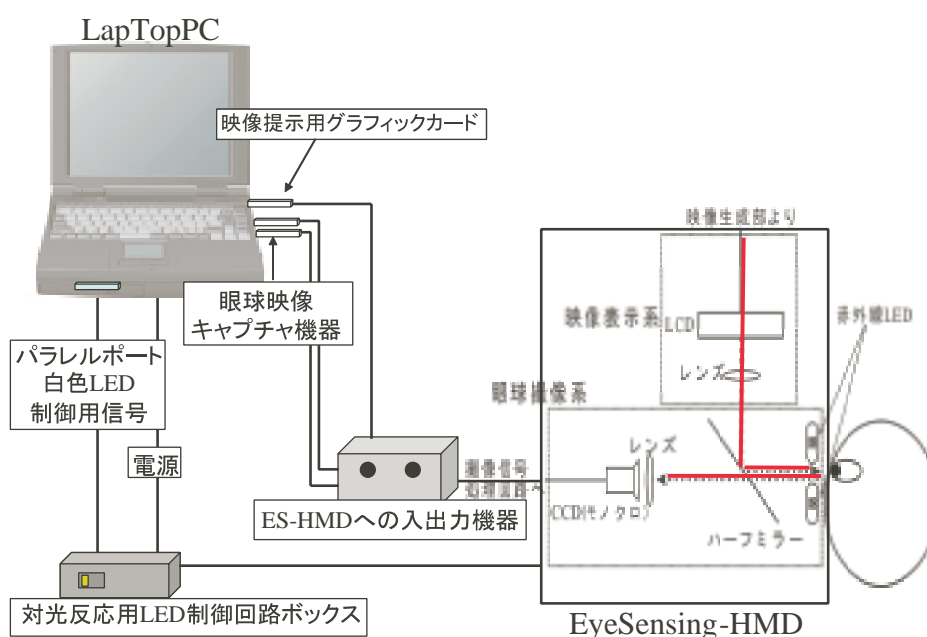 LapTopPC
映像提示用グラフィックカード
眼球映像
キャプチャ機器
パラレルポート
白色LED
制御用信号
電源
ES-HMDへの入出力機器
対光反応用LED制御回路ボックス
映像生成部より
映像表示系
LCD
レンズ
赤外線LED
眼球撮像系
レンズ
撮像信号
処理回路へ
CCD(モノクロ)
ハーフミラー
EyeSensing-HMD